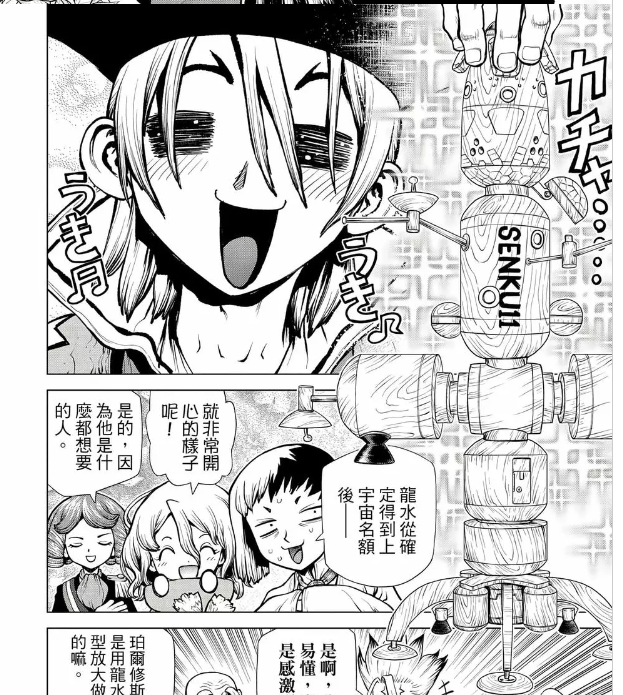 カチャ……
SENKU11
うき♪
うき♬
龍水從確
定得到上
宇宙名額
後——
就非常開
心的樣子
呢！
是的，因
為他是什
麼都想要
的人。
是啊，
易懂，
是感激
珀爾修斯
是用龍水
型放大做
的嘛。